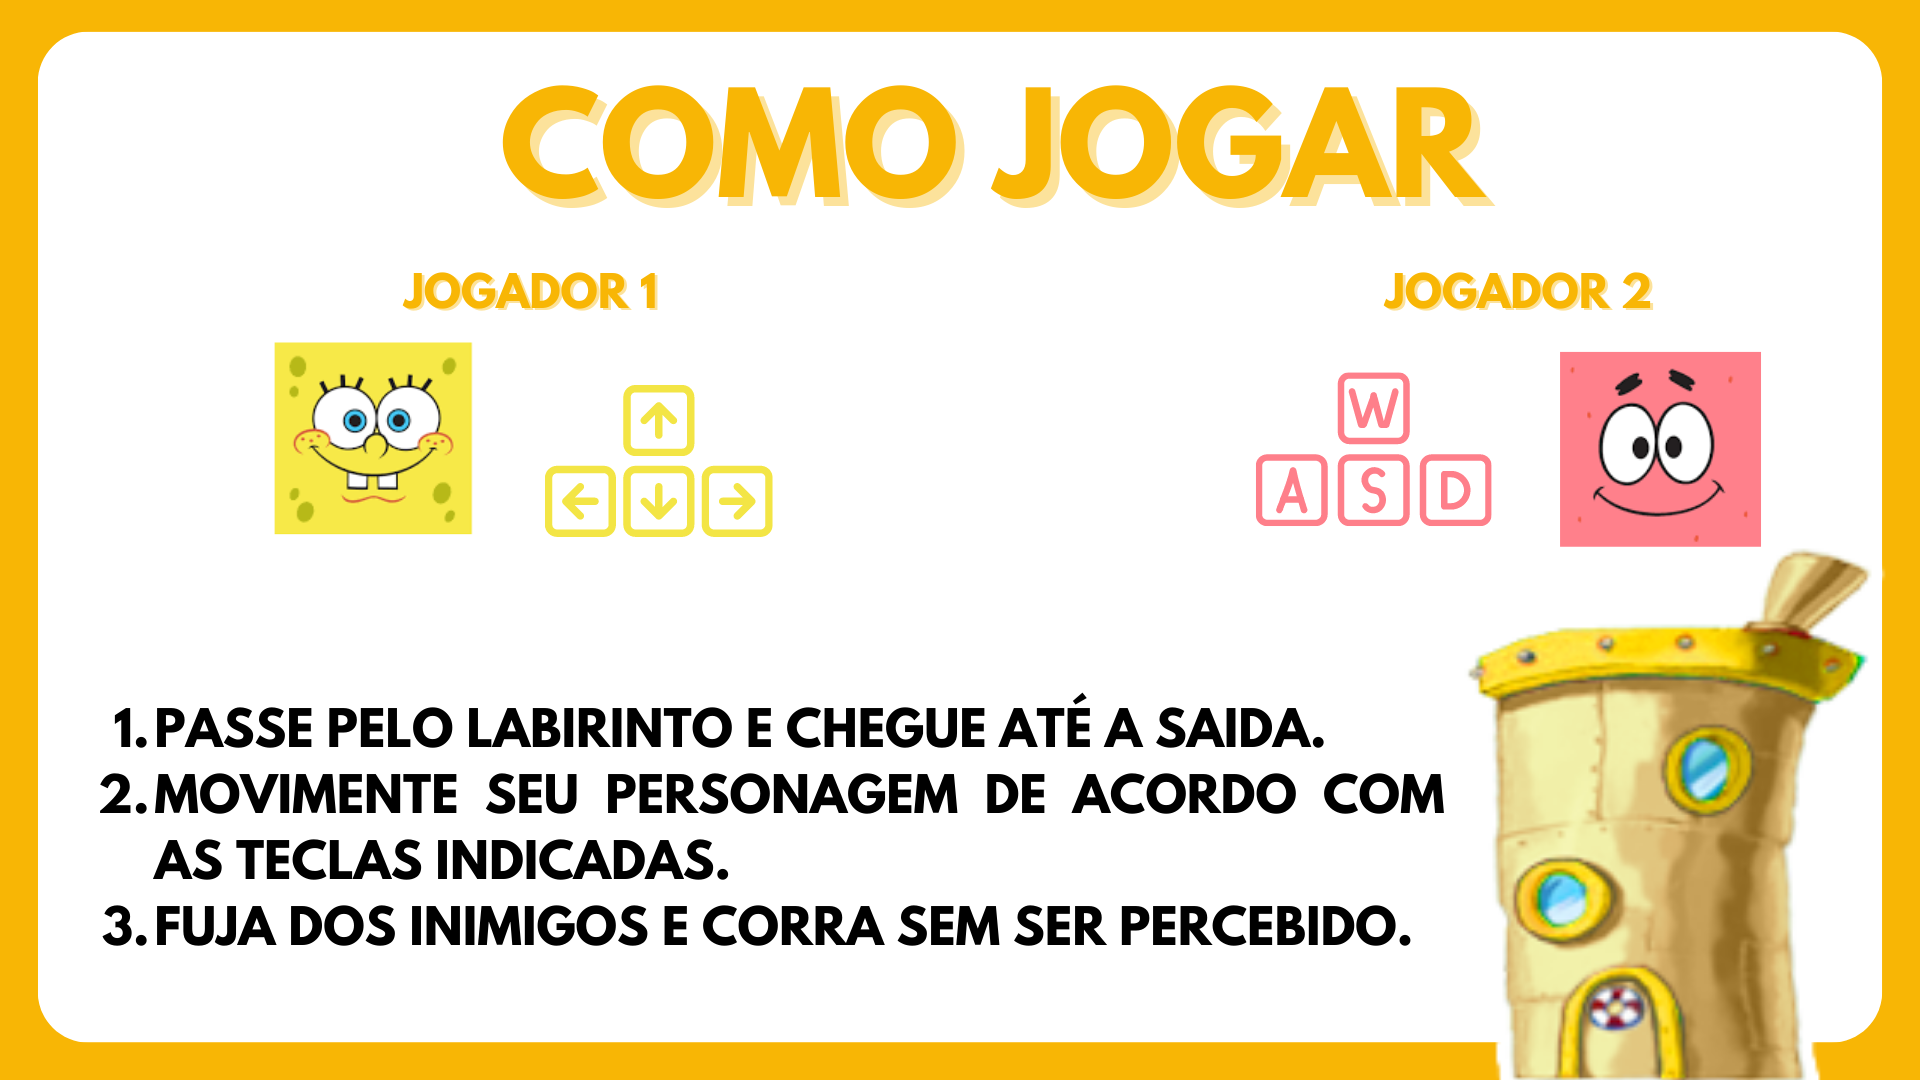 COMO JOGAR
JOGADOR 1
JOGADOR 2
W
A S D
1. PASSE PELO LABIRINTO E CHEGUE ATÉ A SAIDA.
2. MOVIMENTE SEU PERSONAGEM DE ACORDO COM
AS TECLAS INDICADAS.
3. FUJA DOS INIMIGOS E CORRA SEM SER PERCEBIDO.